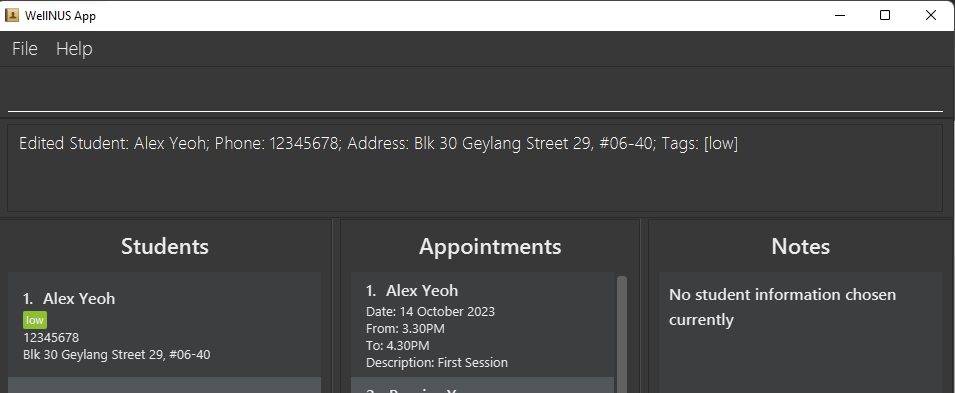 WellNUS App
File Help
Edited Student: Alex Yeoh; Phone: 12345678; Address: Blk 30 Geylang Street 29, #06-40; Tags: [low]
Students
1. Alex Yeoh
low
12345678
Blk 30 Geylang Street 29, #06-40
Appointments
1. Alex Yeoh
Date: 14 October 2023
From: 3.30PM
To: 4.30PM
Description: First Session
Notes
No student information chosen
currently